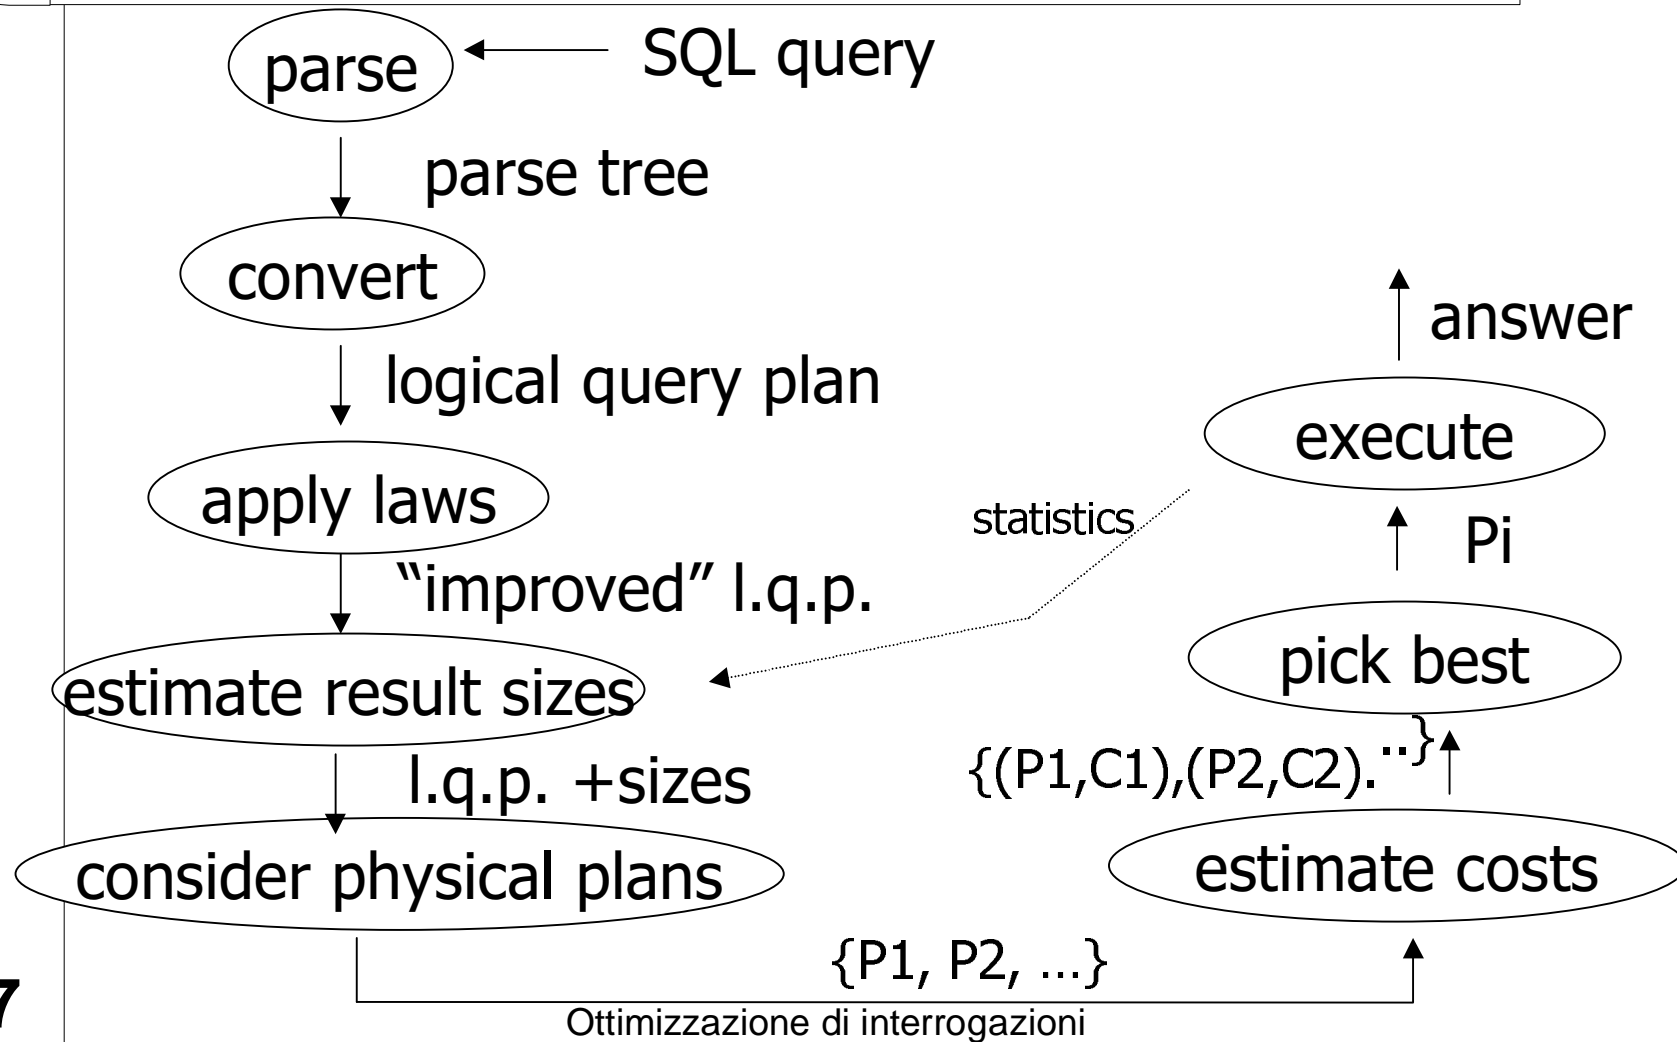 parse
SQL query
parse tree
convert
logical query plan
apply laws
“improved” l.q.p.
estimate result sizes
l.q.p. +sizes
consider physical plans
{P1, P2, …}
estimate costs
{(P1,C1),(P2,C2)...}
pick best
Pi
execute
answer
statistics
7
Ottimizzazione di interrogazioni